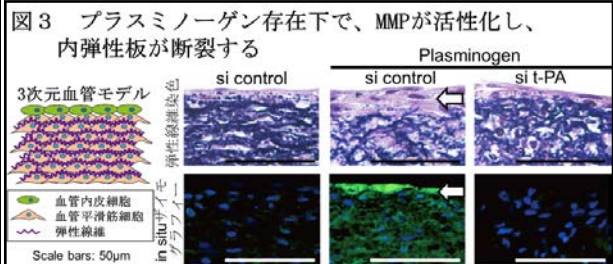 図3 プラスミノーゲン存在下で、MMPが活性化し、
内弾性板が断裂する
Plasminogen
si control
si control
si t-PA
3次元血管モデル
弾性線維染色
in situザイモ
グラフィー
血管内皮細胞
血管平滑筋細胞
弾性線維
Scale bars: 50μm